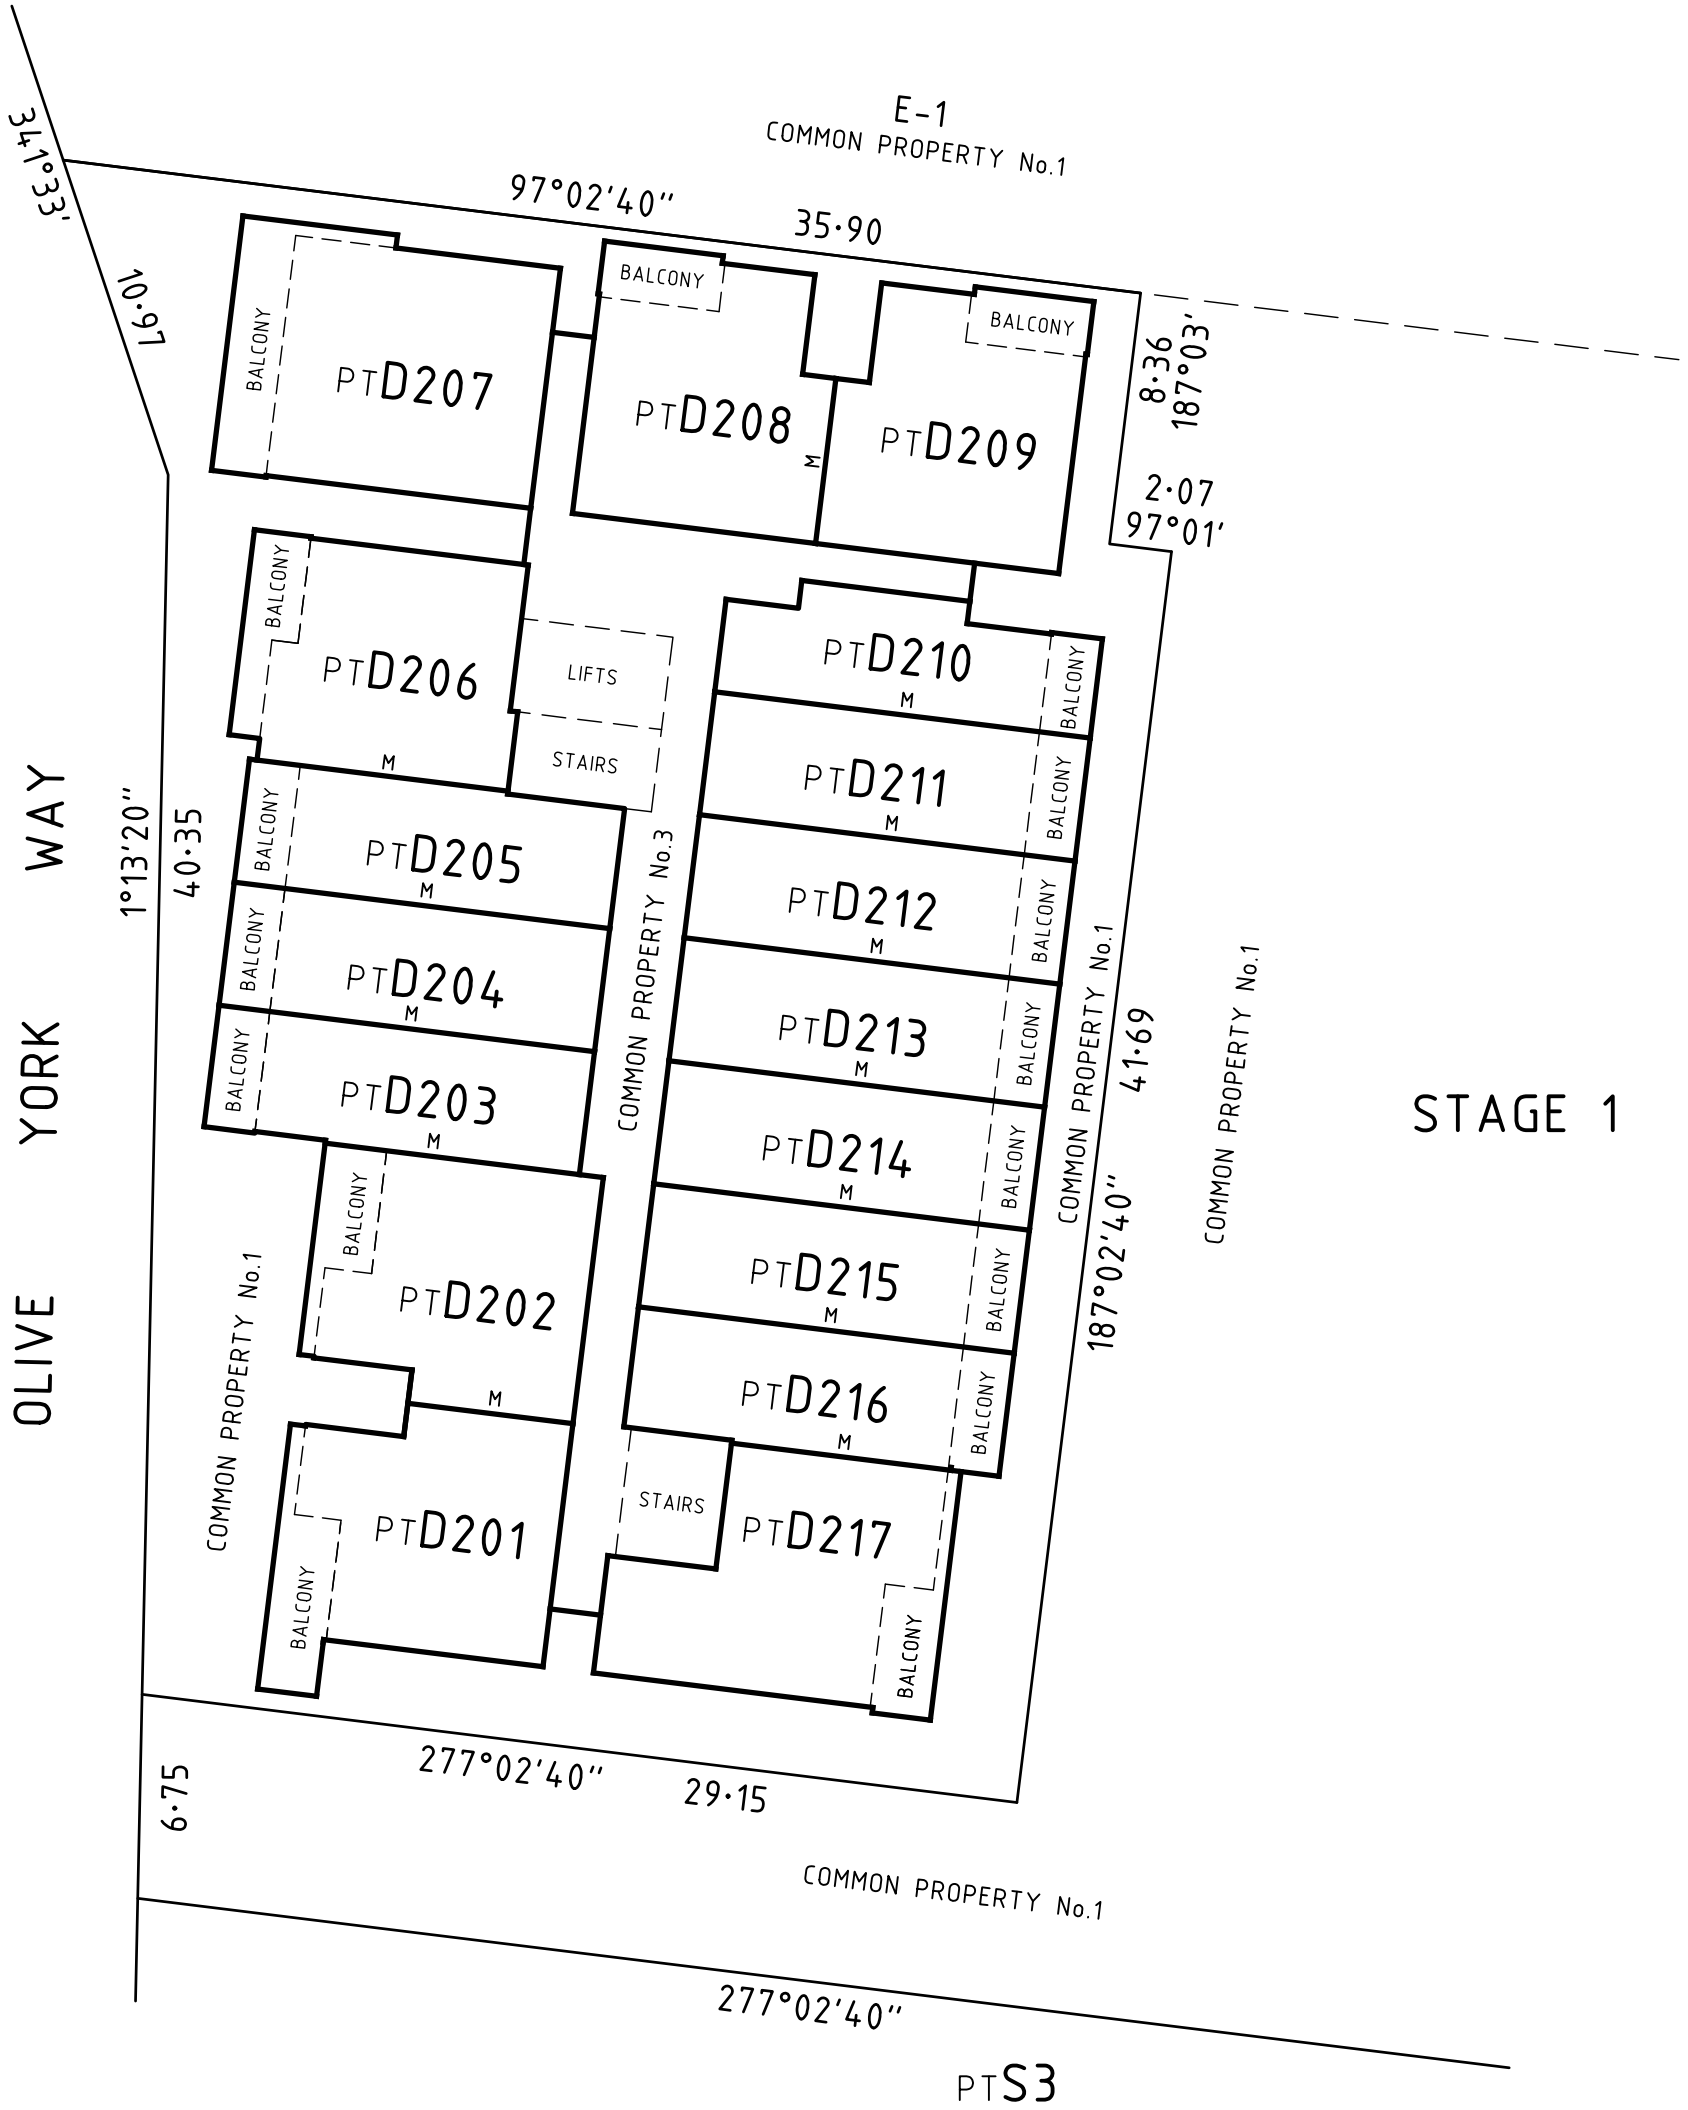 E-1
COMMON PROPERTY No.1
341°33'
10·97
97°02'40"
35·90
8·36
187°03'
2·07
97°01'
BALCONY
PTD207
BALCONY
PTD208
M
BALCONY
PTD209
BALCONY
PTD206
M
LIFTS
STAIRS
PTD210
M
BALCONY
PTD211
M
BALCONY
BALCONY
PTD205
M
PTD212
M
BALCONY
BALCONY
PTD204
M
PTD213
M
BALCONY
BALCONY
PTD203
M
PTD214
M
BALCONY
BALCONY
PTD202
M
PTD215
M
BALCONY
PTD216
M
BALCONY
BALCONY
PTD201
STAIRS
PTD217
BALCONY
COMMON PROPERTY No.3
COMMON PROPERTY No.1
COMMON PROPERTY No.1
COMMON PROPERTY No.1
41·69
187°02'40"
STAGE 1
OLIVE YORK WAY
1°13'20"
40·35
277°02'40"
29·15
6·75
COMMON PROPERTY No.1
277°02'40"
PTS3